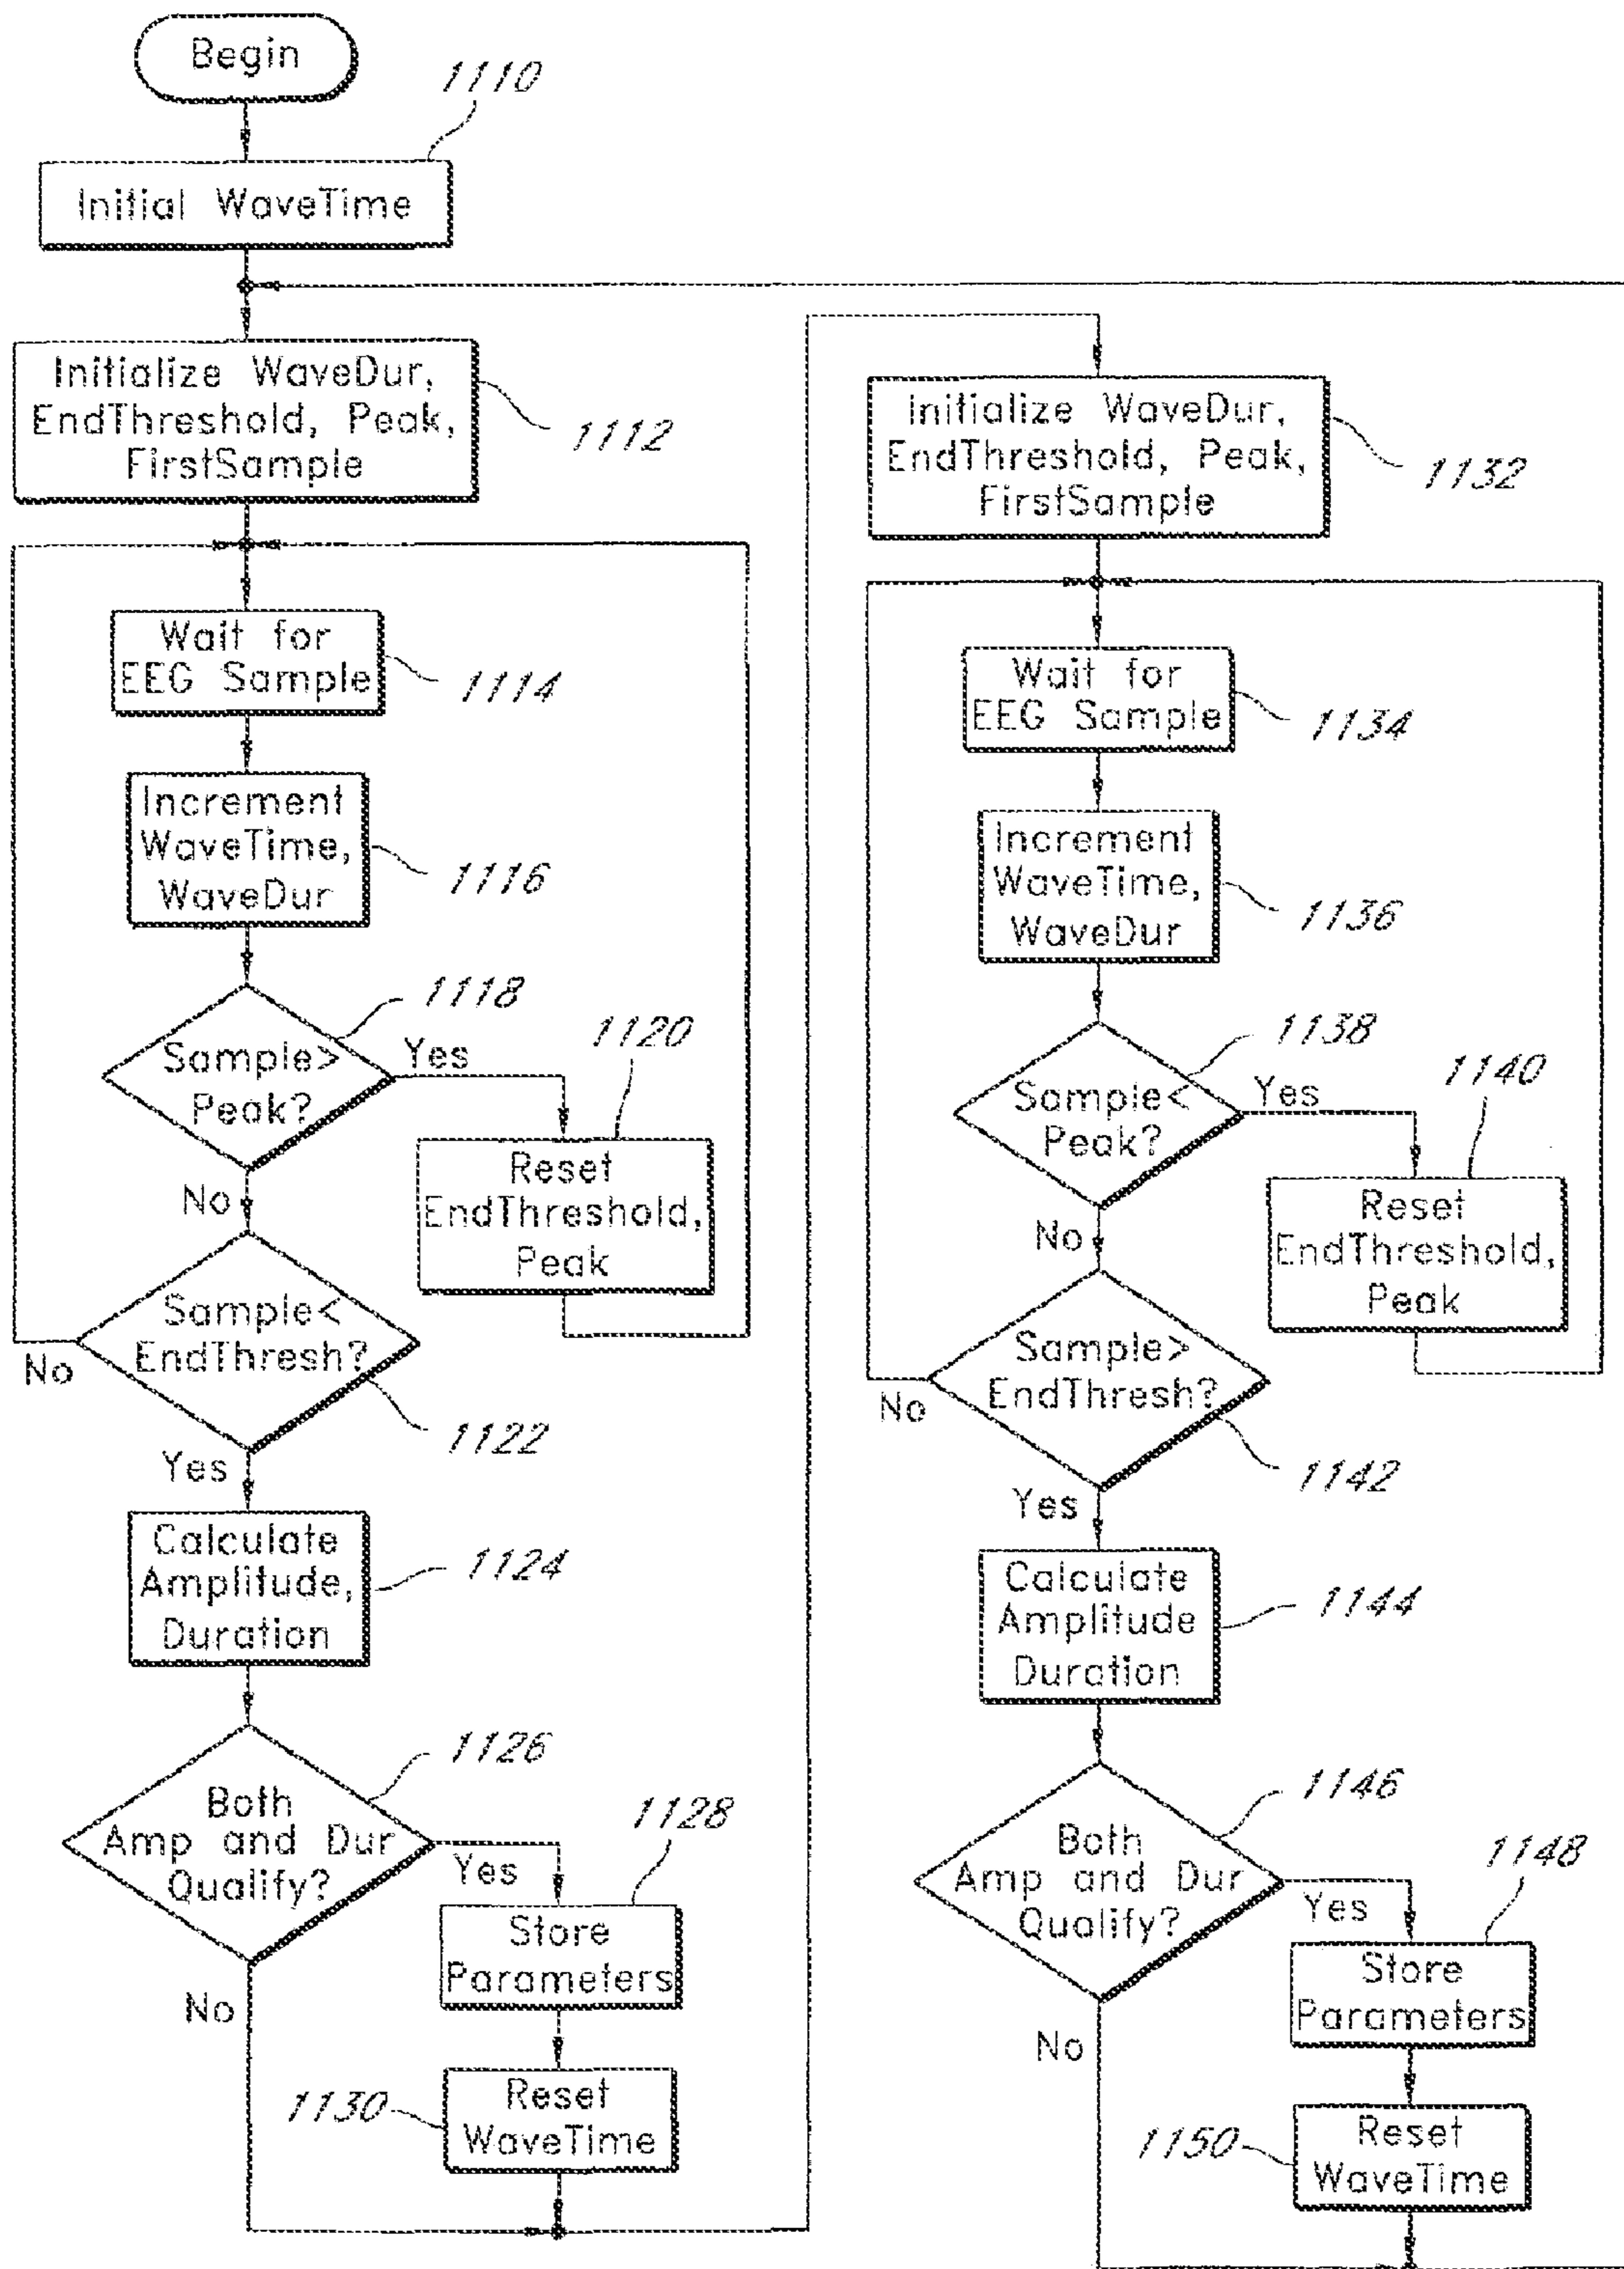 Begin
1110
Initial WaveTime
Initialize WaveDur,
EndThreshold, Peak,
FirstSample
1112
Wait for
EEG Sample
1114
Increment
WaveTime,
WaveDur
1116
1118
Sample>
Peak?
Yes
1120
Reset
EndThreshold,
Peak
No
Sample<
EndThresh?
No
1122
Yes
Calculate
Amplitude,
Duration
1124
1126
Both
Amp and Dur
Qualify?
Yes
1128
Store
Parameters
No
1130
Reset
WaveTime
Initialize WaveDur,
EndThreshold, Peak,
FirstSample
1132
Wait for
EEG Sample
1134
Increment
WaveTime,
WaveDur
1136
1138
Sample<
Peak?
Yes
1140
Reset
EndThreshold,
Peak
No
Sample>
EndThresh?
No
1142
Yes
Calculate
Amplitude
Duration
1144
1146
Both
Amp and Dur
Qualify?
Yes
1148
Store
Parameters
No
1150
Reset
WaveTime